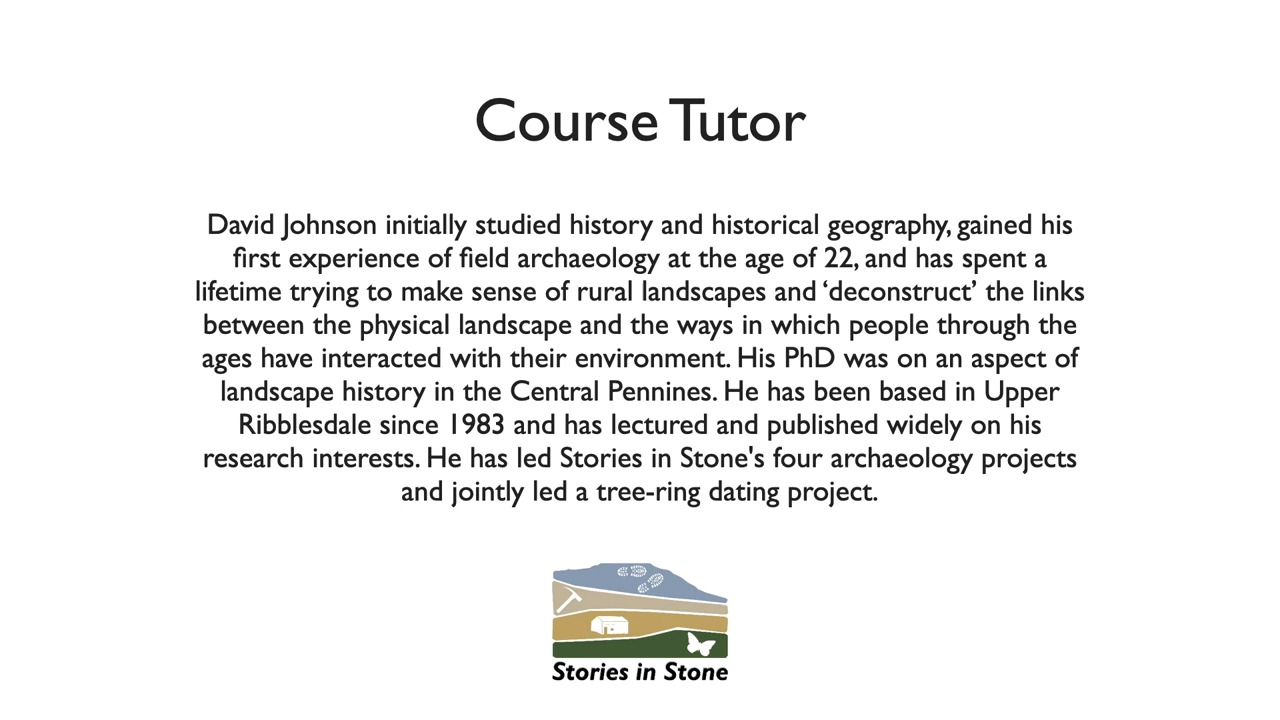 Course Tutor
David Johnson initially studied history and historical geography, gained his
first experience of field archaeology at the age of 22, and has spent a
lifetime trying to make sense of rural landscapes and ‘deconstruct’ the links
between the physical landscape and the ways in which people through the
ages have interacted with their environment. His PhD was on an aspect of
landscape history in the Central Pennines. He has been based in Upper
Ribblesdale since 1983 and has lectured and published widely on his
research interests. He has led Stories in Stone's four archaeology projects
and jointly led a tree-ring dating project.
Stories in Stone